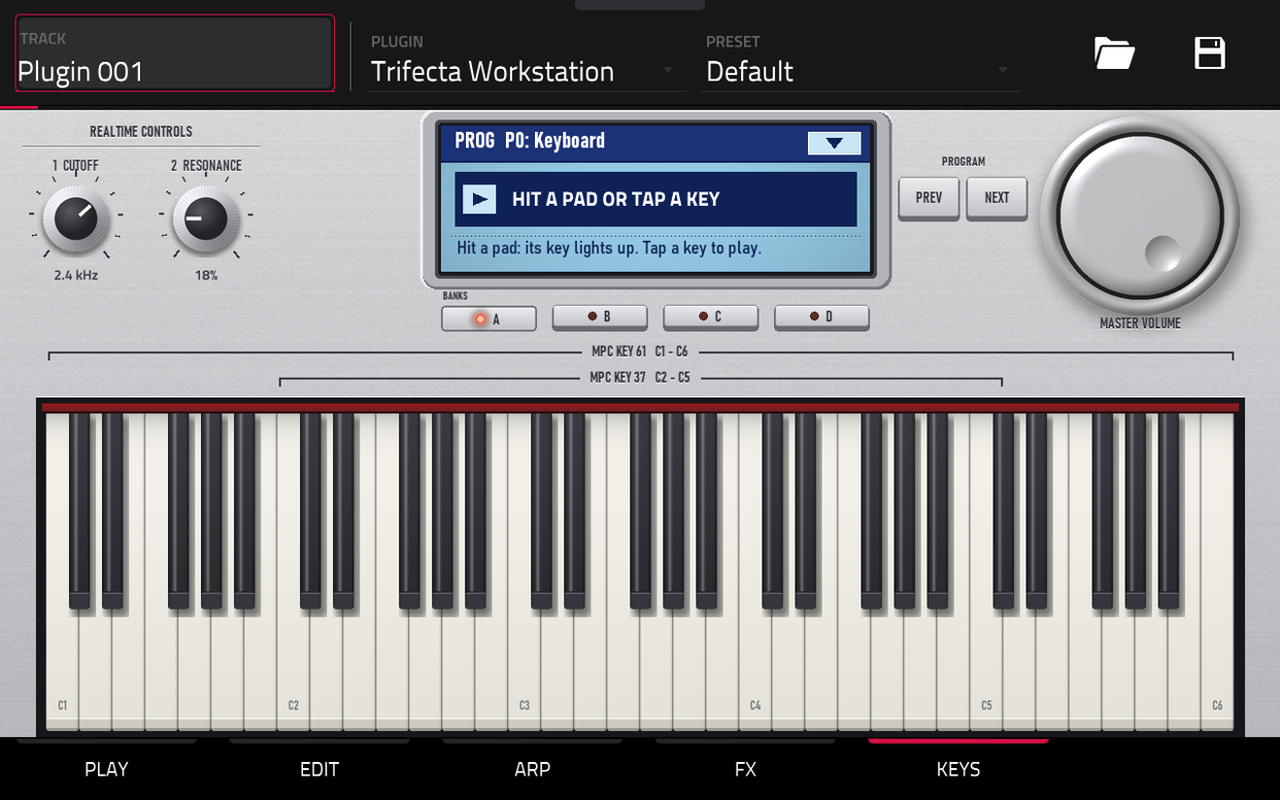 TRACK
Plugin 001
PLUGIN
Trifecta Workstation
PRESET
Default
REALTIME CONTROLS
1 CUTOFF
2 RESONANCE
2.4 kHz
18%
PROG P0: Keyboard
HIT A PAD OR TAP A KEY
Hit a pad: its key lights up. Tap a key to play.
PROGRAM
PREV
NEXT
MASTER VOLUME
BANKS
A
B
C
D
MPC KEY 61 C1 - C6
MPC KEY 37 C2 - C5
C1
C2
C3
C4
C5
C6
PLAY
EDIT
ARP
FX
KEYS